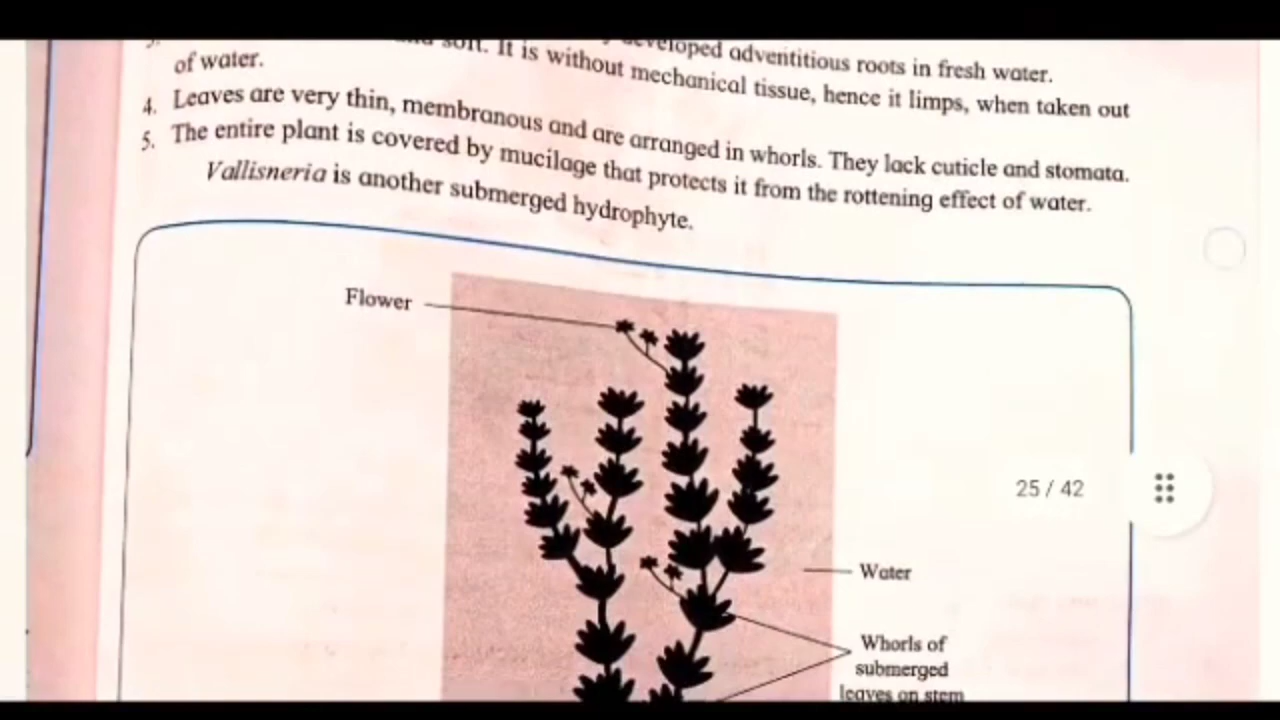 developed adventitious roots in fresh water.
soft. It is without mechanical tissue, hence it limps, when taken out
of water.
4. Leaves are very thin, membranous and are arranged in whorls. They lack cuticle and stomata.
5. The entire plant is covered by mucilage that protects it from the rottening effect of water.
Vallisneria is another submerged hydrophyte.
Flower
25 / 42
Water
Whorls of
submerged
leaves on stem